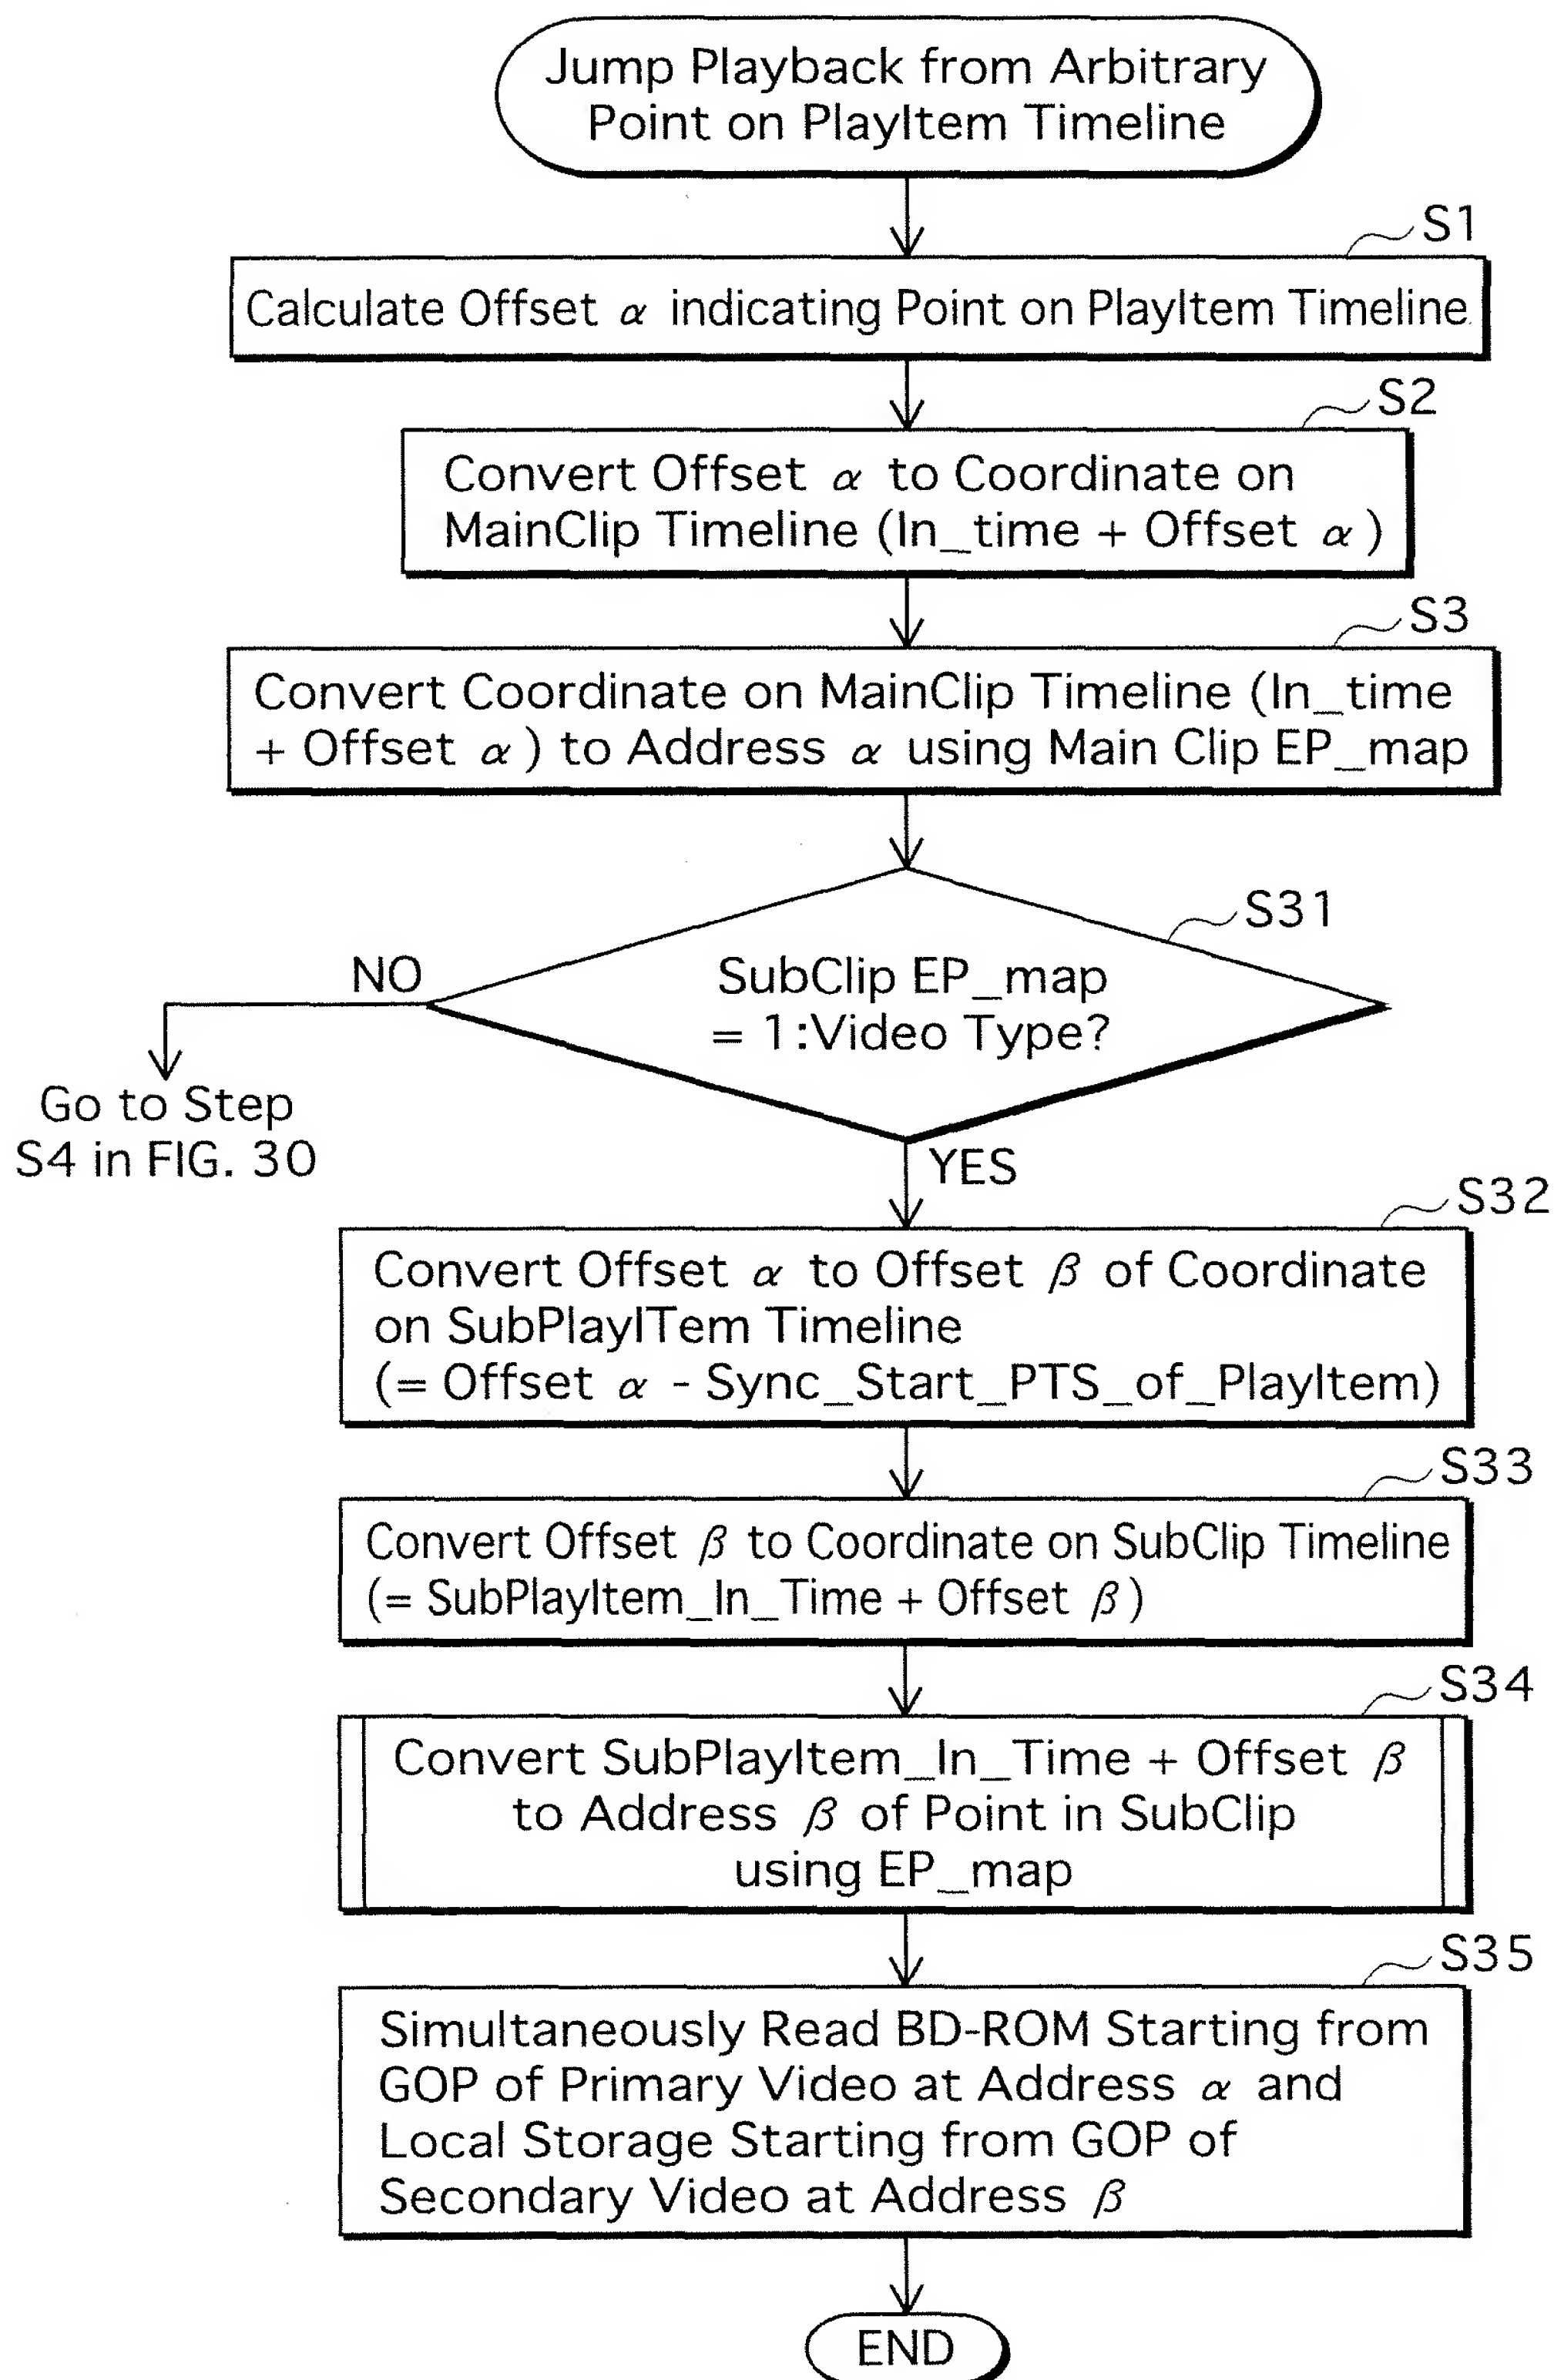 Jump Playback from Arbitrary
Point on PlayItem Timeline
S1
Calculate Offset α indicating Point on PlayItem Timeline
S2
Convert Offset α to Coordinate on
MainClip Timeline (In_time + Offset α)
S3
Convert Coordinate on MainClip Timeline (In_time
+ Offset α) to Address α using Main Clip EP_map
S31
SubClip EP_map
= 1:Video Type?
NO
Go to Step
S4 in FIG. 30
YES
S32
Convert Offset α to Offset β of Coordinate
on SubPlayITem Timeline
(= Offset α - Sync_Start_PTS_of_PlayItem)
S33
Convert Offset β to Coordinate on SubClip Timeline
(= SubPlayItem_In_Time + Offset β)
S34
Convert SubPlayItem_In_Time + Offset β
to Address β of Point in SubClip
using EP_map
S35
Simultaneously Read BD-ROM Starting from
GOP of Primary Video at Address α and
Local Storage Starting from GOP of
Secondary Video at Address β
END